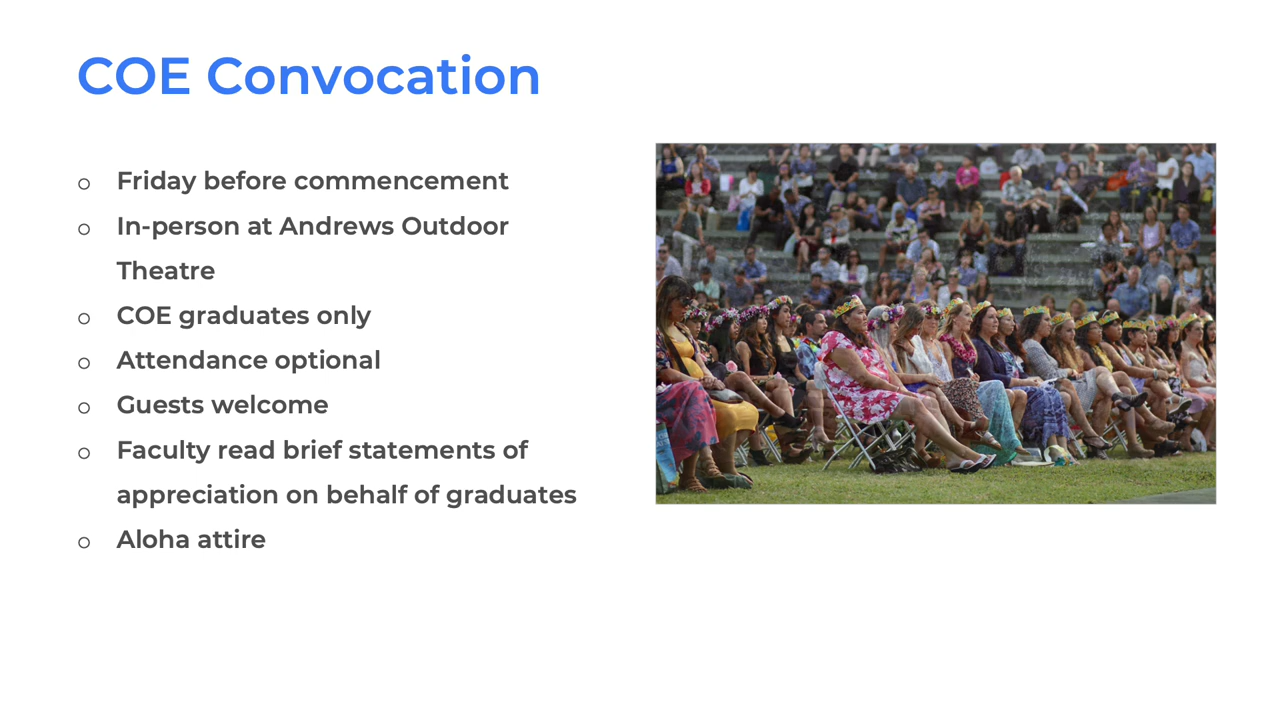 COE Convocation
o Friday before commencement
o In-person at Andrews Outdoor
Theatre
o COE graduates only
o Attendance optional
o Guests welcome
o Faculty read brief statements of
appreciation on behalf of graduates
o Aloha attire